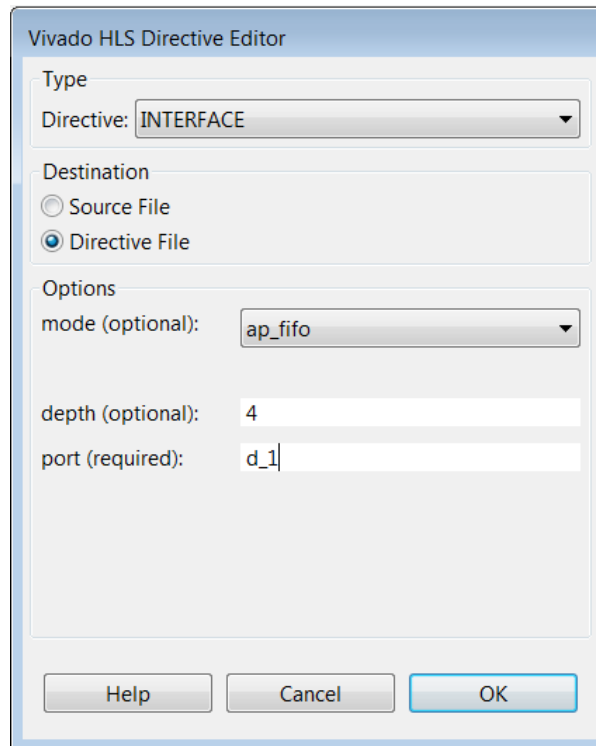 Vivado HLS Directive Editor
Type
Directive: INTERFACE
Destination
Source File
Directive File
Options
mode (optional): ap_fifo
depth (optional): 4
port (required): d_1
Help Cancel OK